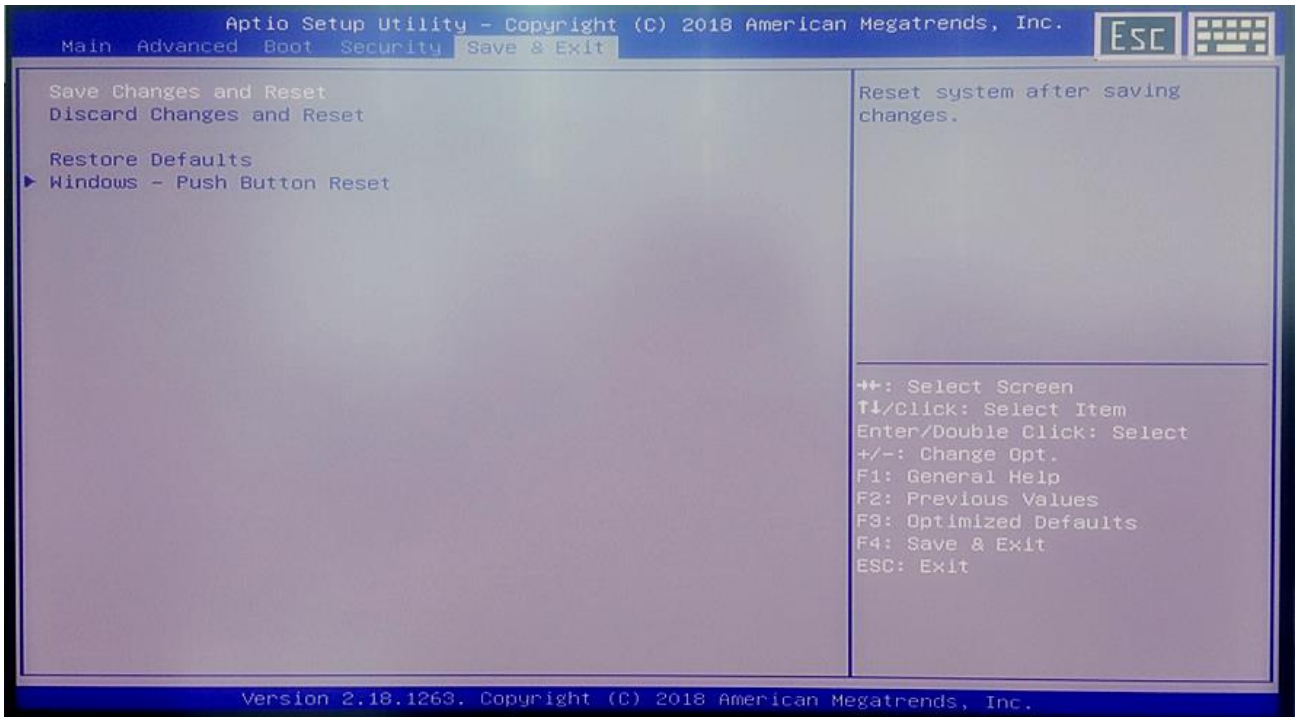 Aptio Setup Utility – Copyright (C) 2018 American Megatrends, Inc.
Main Advanced Boot Security Save & Exit
ESC
Save Changes and Reset
Discard Changes and Reset
Restore Defaults
► Windows – Push Button Reset
Reset system after saving
changes.
→←: Select Screen
↑↓/Click: Select Item
Enter/Double Click: Select
+/-: Change Opt.
F1: General Help
F2: Previous Values
F3: Optimized Defaults
F4: Save & Exit
ESC: Exit
Version 2.18.1263. Copyright (C) 2018 American Megatrends, Inc.